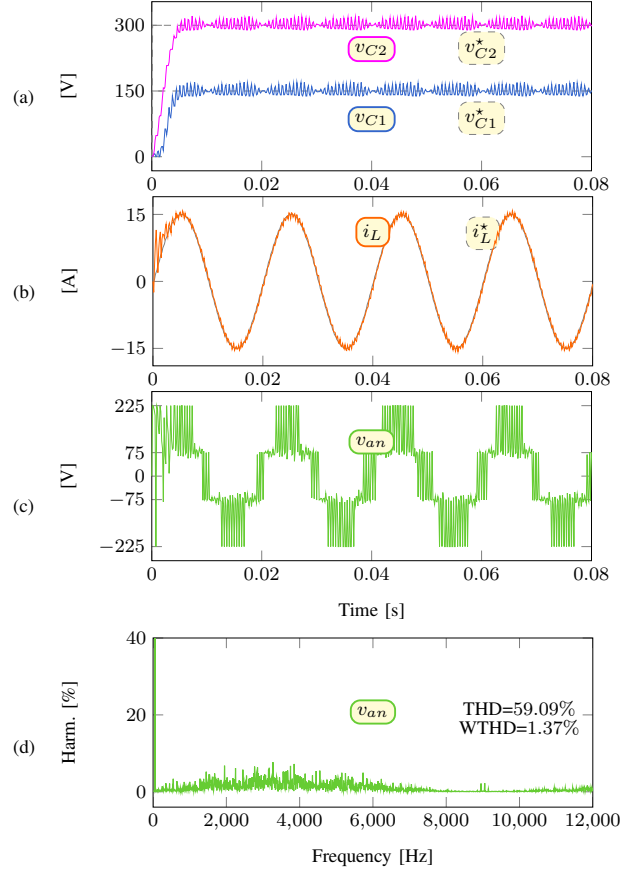 (a)
[V]
300
150
0
v_{C2}
v^{⋆}_{C2}
v_{C1}
v^{⋆}_{C1}
0 0.02 0.04 0.06 0.08
(b)
[A]
15
0
−15
i_L
i^{⋆}_L
0 0.02 0.04 0.06 0.08
(c)
[V]
225
75
0
-75
−225
v_{an}
0 0.02 0.04 0.06 0.08
Time [s]
(d)
Harm. [%]
40
20
0
v_{an}
THD=59.09%
WTHD=1.37%
0 2,000 4,000 6,000 8,000 10,000 12,000
Frequency [Hz]